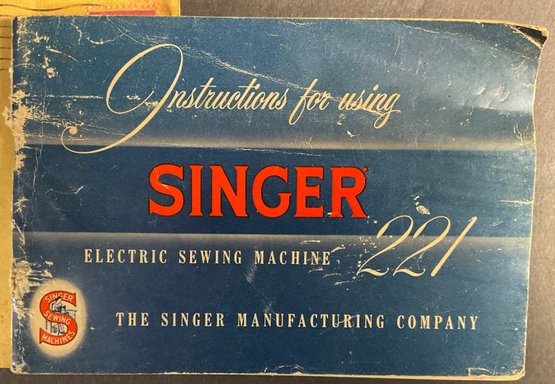 Instructions for using
SINGER
ELECTRIC SEWING MACHINE 221
SINGER
SEWING
MACHINES
THE SINGER MANUFACTURING COMPANY